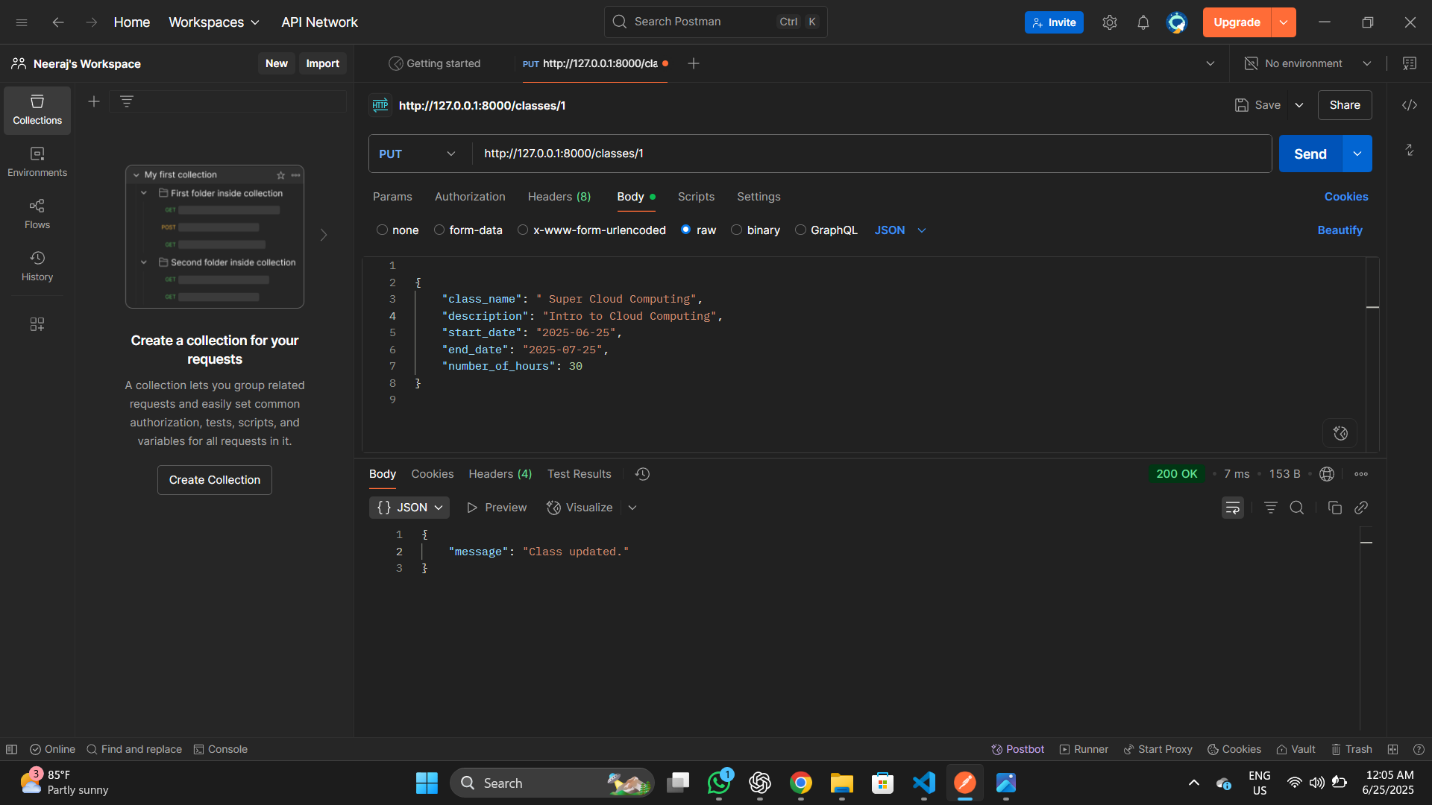 Home Workspaces API Network Search Postman Ctrl K Invite Upgrade
Neeraj's Workspace New Import Getting started PUT http://127.0.0.1:8000/cla No environment
Collections
Environments
Flows
History
My first collection
First folder inside collection
GET
POST
GET
Second folder inside collection
GET
GET
Create a collection for your
requests
A collection lets you group related
requests and easily set common
authorization, tests, scripts, and
variables for all requests in it.
Create Collection
HTTP http://127.0.0.1:8000/classes/1 Save Share
PUT http://127.0.0.1:8000/classes/1 Send
Params Authorization Headers (8) Body Scripts Settings Cookies
none form-data x-www-form-urlencoded raw binary GraphQL JSON Beautify
1
2 {
3 "class_name": " Super Cloud Computing",
4 "description": "Intro to Cloud Computing",
5 "start_date": "2025-06-25",
6 "end_date": "2025-07-25",
7 "number_of_hours": 30
8 }
9
Body Cookies Headers (4) Test Results 200 OK • 7 ms • 153 B
{} JSON Preview Visualize
1 {
2 "message": "Class updated."
3 }
Online Find and replace Console Postbot Runner Start Proxy Cookies Vault Trash
3 85°F
Partly sunny
Search
1
ENG
US
12:05 AM
6/25/2025